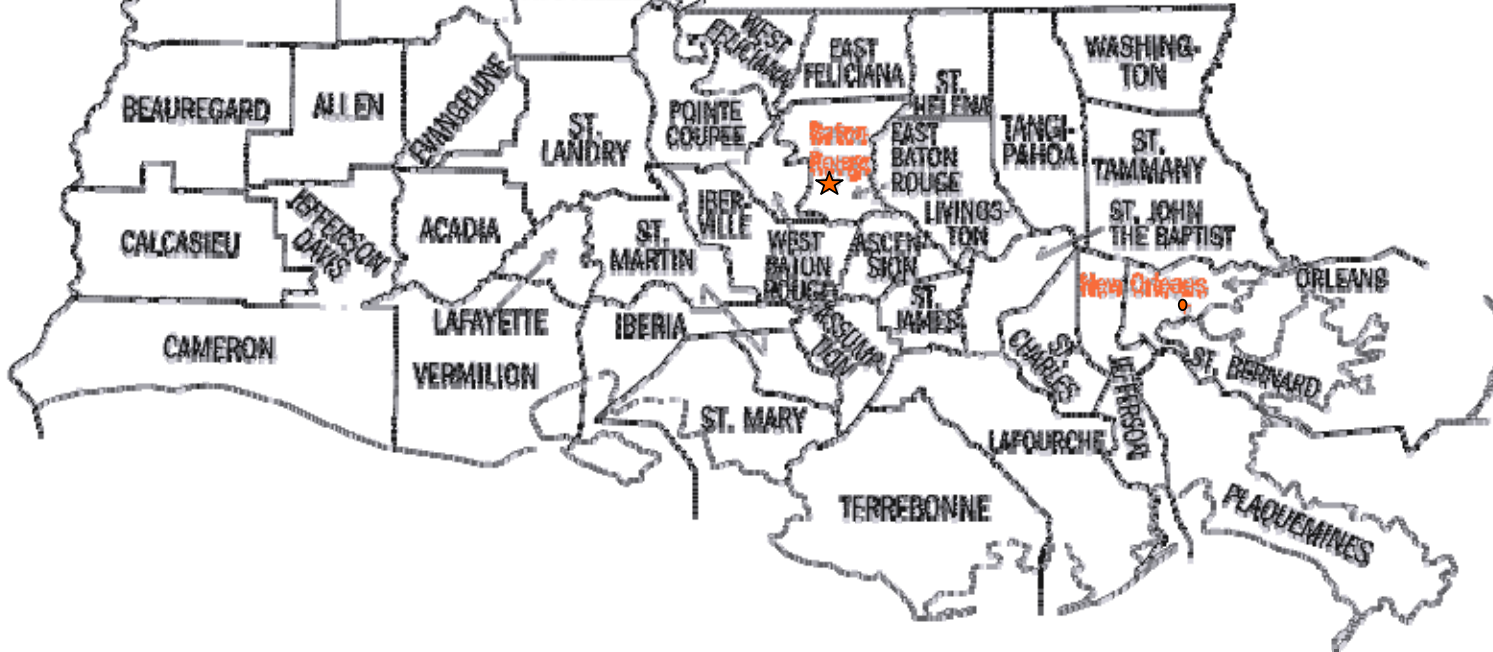 WEST
FELICIANA
EAST
FELICIANA
WASHING-
TON
BEAUREGARD
ALLEN
EVANGELINE
ST.
LANDRY
POINTE
COUPEE
ST.
HELENA
TANGI-
PAHOA
ST.
TAMMANY
Baton
Rouge
EAST
BATON
ROUGE
CALCASIEU
JEFFERSON
DAVIS
ACADIA
ST.
MARTIN
IBER-
VILLE
WEST
BATON
ROUGE
ASCEN-
SION
LIVINGS-
TON
ST. JOHN
THE BAPTIST
New Orleans
ORLEANS
CAMERON
LAFAYETTE
VERMILION
IBERIA
ASSUMP-
TION
ST.
JAMES
ST.
CHARLES
JEFFERSON
ST. BERNARD
ST. MARY
LAFOURCHE
TERREBONNE
PLAQUEMINES